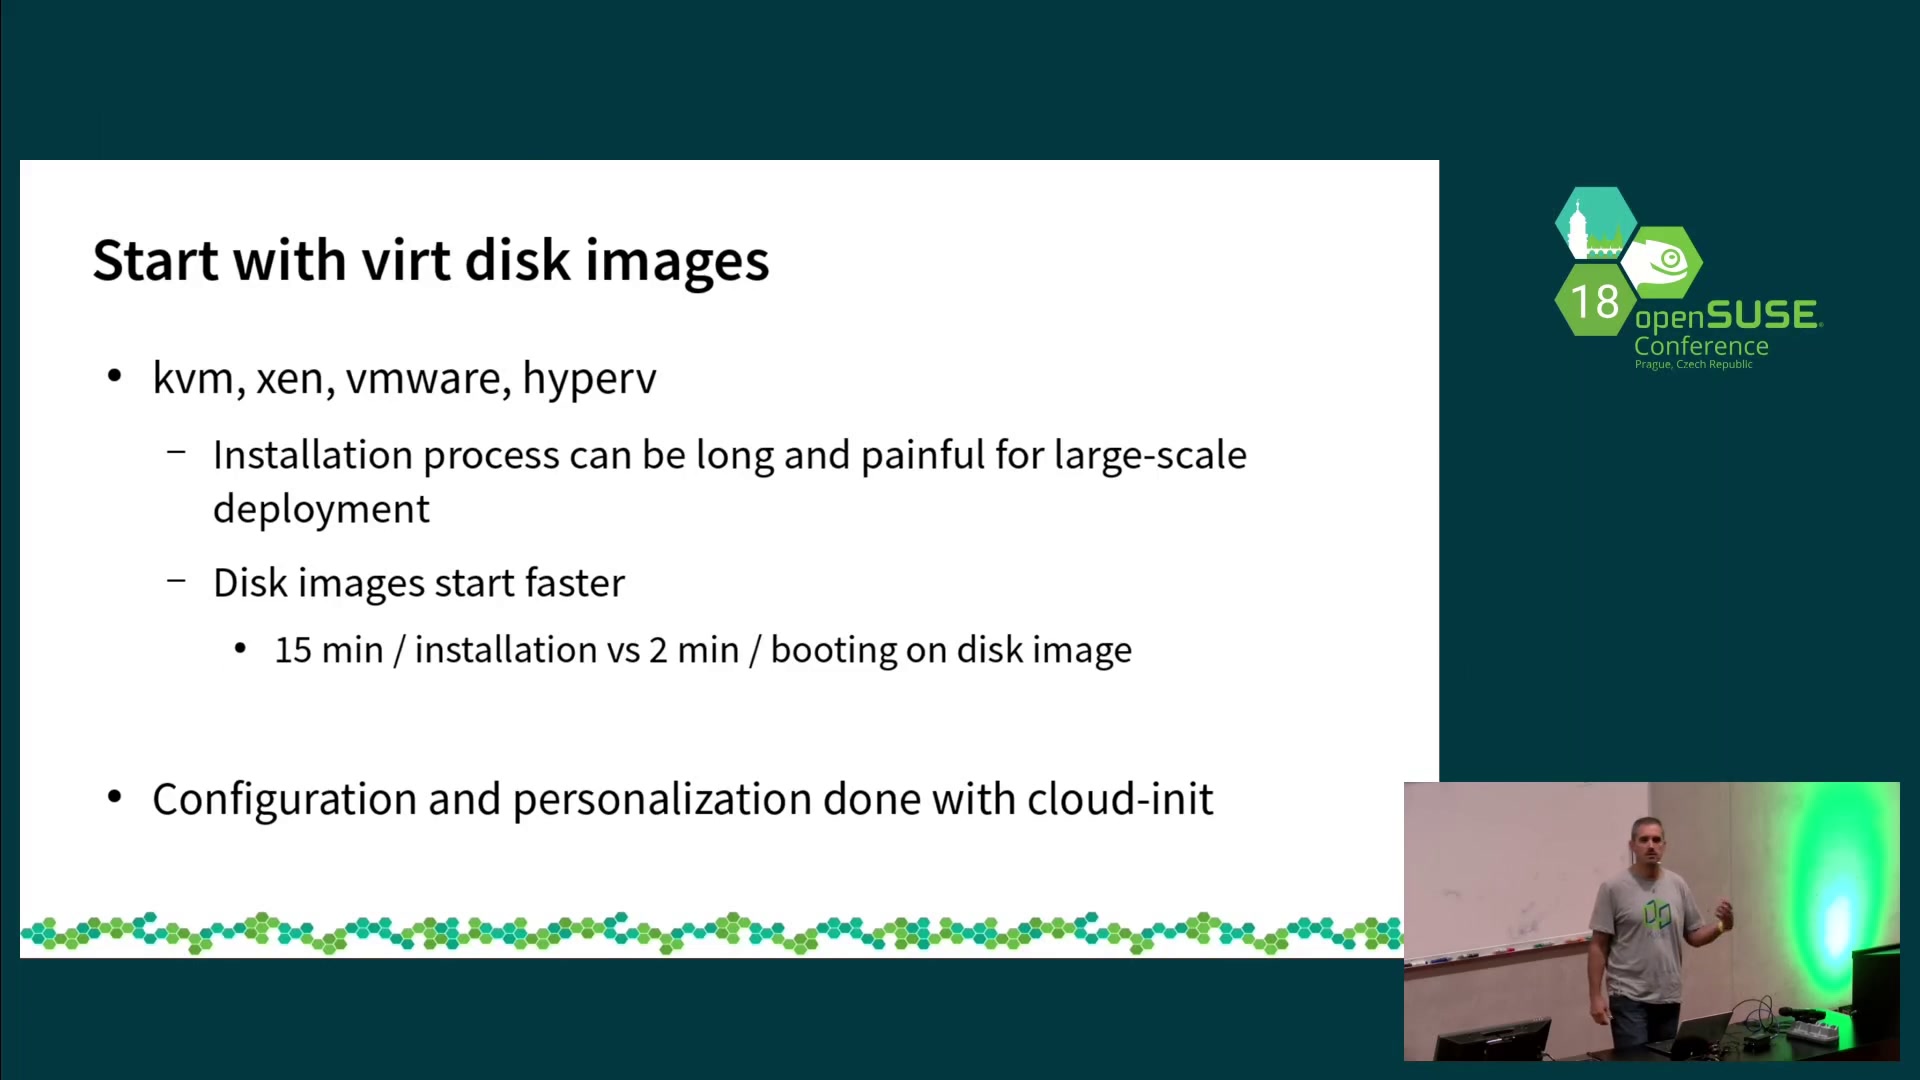 Start with virt disk images
• kvm, xen, vmware, hyperv
– Installation process can be long and painful for large-scale
deployment
– Disk images start faster
• 15 min / installation vs 2 min / booting on disk image
• Configuration and personalization done with cloud-init
18
openSUSE
Conference
Prague, Czech Republic